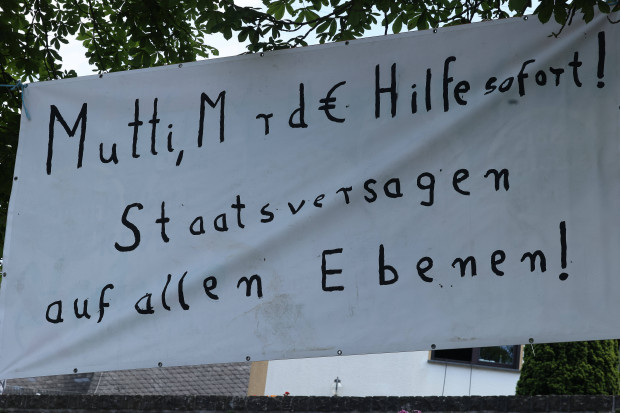 Mutti, Mrd€ Hilfe sofort!
Staatsversagen
auf allen Ebenen!